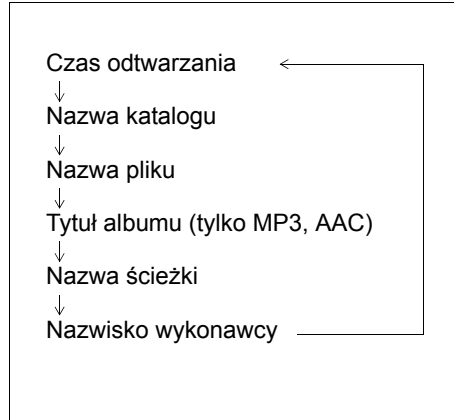 Czas odtwarzania
Nazwa katalogu
Nazwa pliku
Tytuł albumu (tylko MP3, AAC)
Nazwa ścieżki
Nazwisko wykonawcy